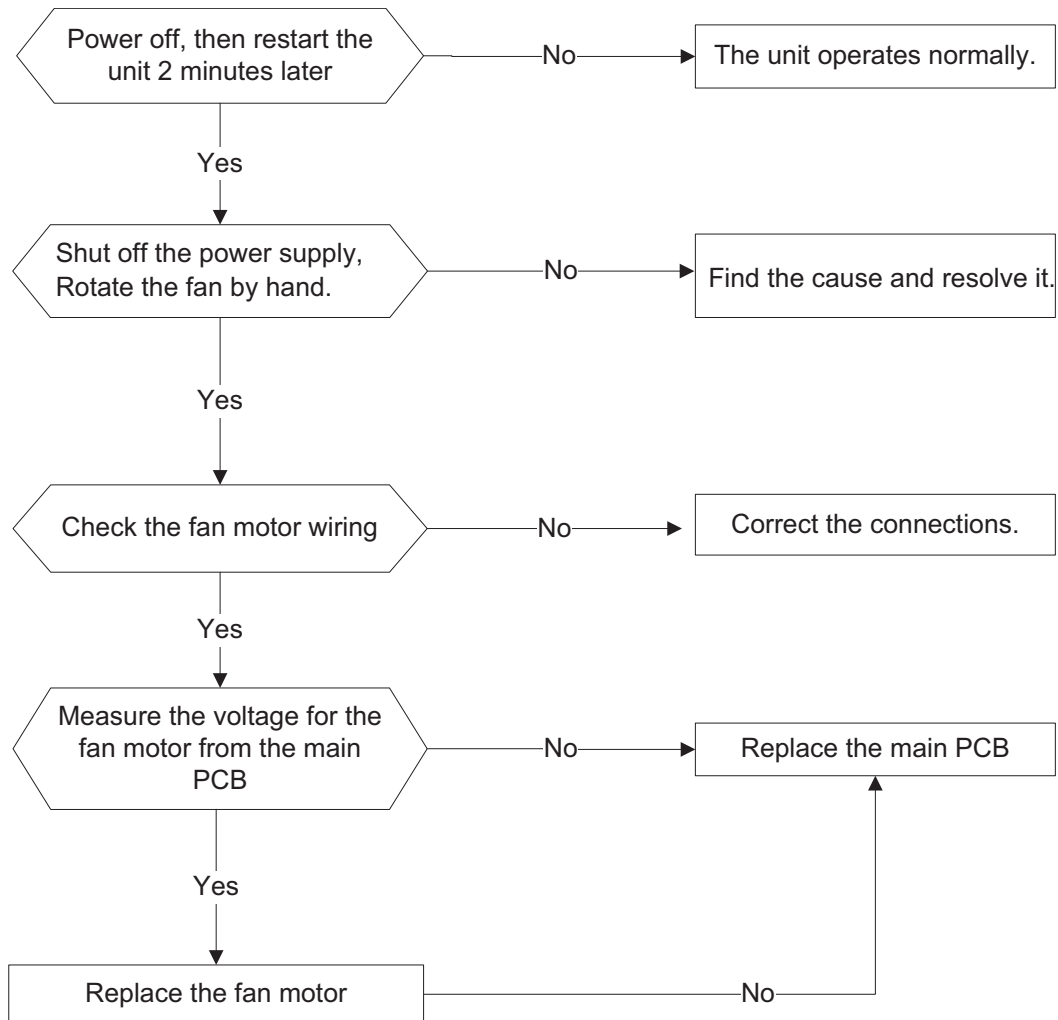 Power off, then restart the
unit 2 minutes later
No
The unit operates normally.
Yes
Shut off the power supply,
Rotate the fan by hand.
No
Find the cause and resolve it.
Yes
Check the fan motor wiring
No
Correct the connections.
Yes
Measure the voltage for the
fan motor from the main
PCB
No
Replace the main PCB
Yes
Replace the fan motor
No